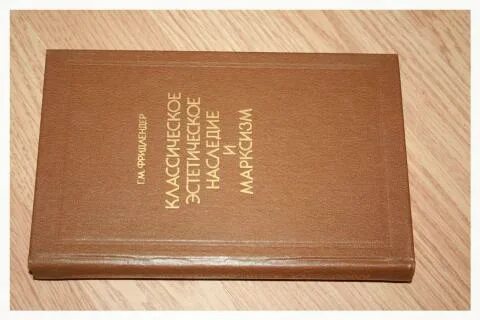 Г.М. ФРИДЛЕНДЕР
КЛАССИЧЕСКОЕ
ЭСТЕТИЧЕСКОЕ
НАСЛЕДИЕ
И
МАРКСИЗМ